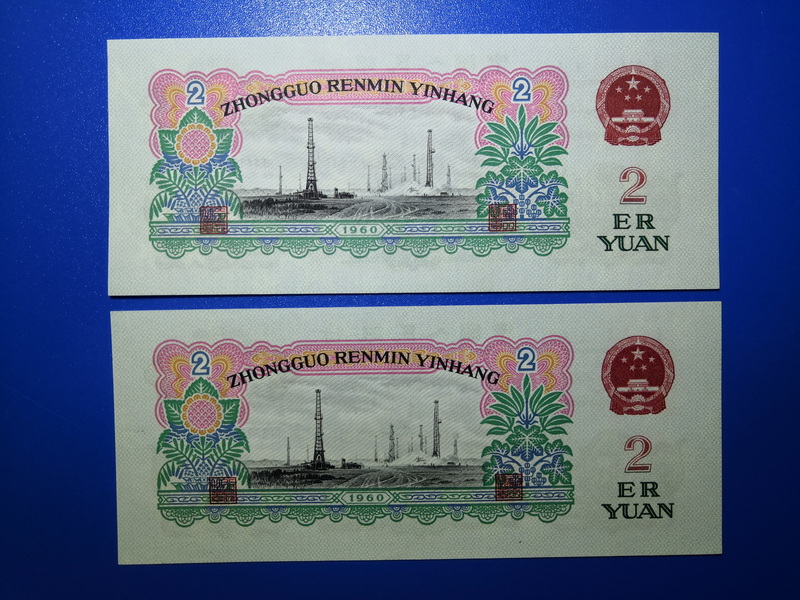 2 ZHONGGUO RENMIN YINHANG 2
2
ER
YUAN
1960
2 ZHONGGUO RENMIN YINHANG 2
2
ER
YUAN
1960